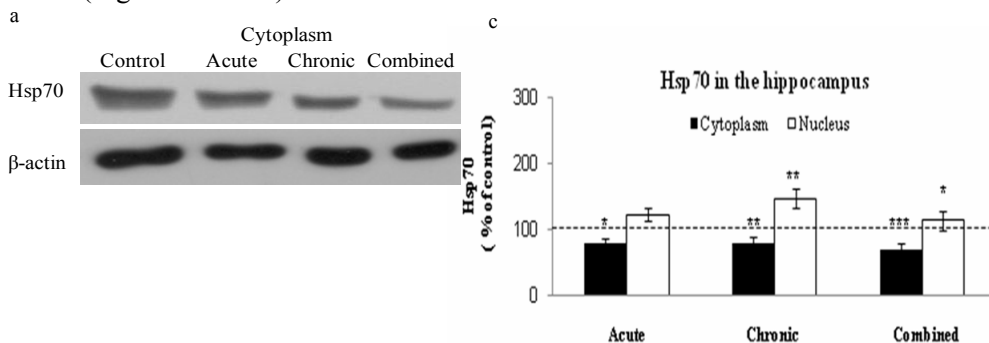 a
Cytoplasm
Control Acute Chronic Combined
Hsp70
β-actin
c
Hsp70 in the hippocampus
Cytoplasm Nucleus
Hsp70
( % of control)
300
200
100
0
* ** ** *** *
Acute Chronic Combined